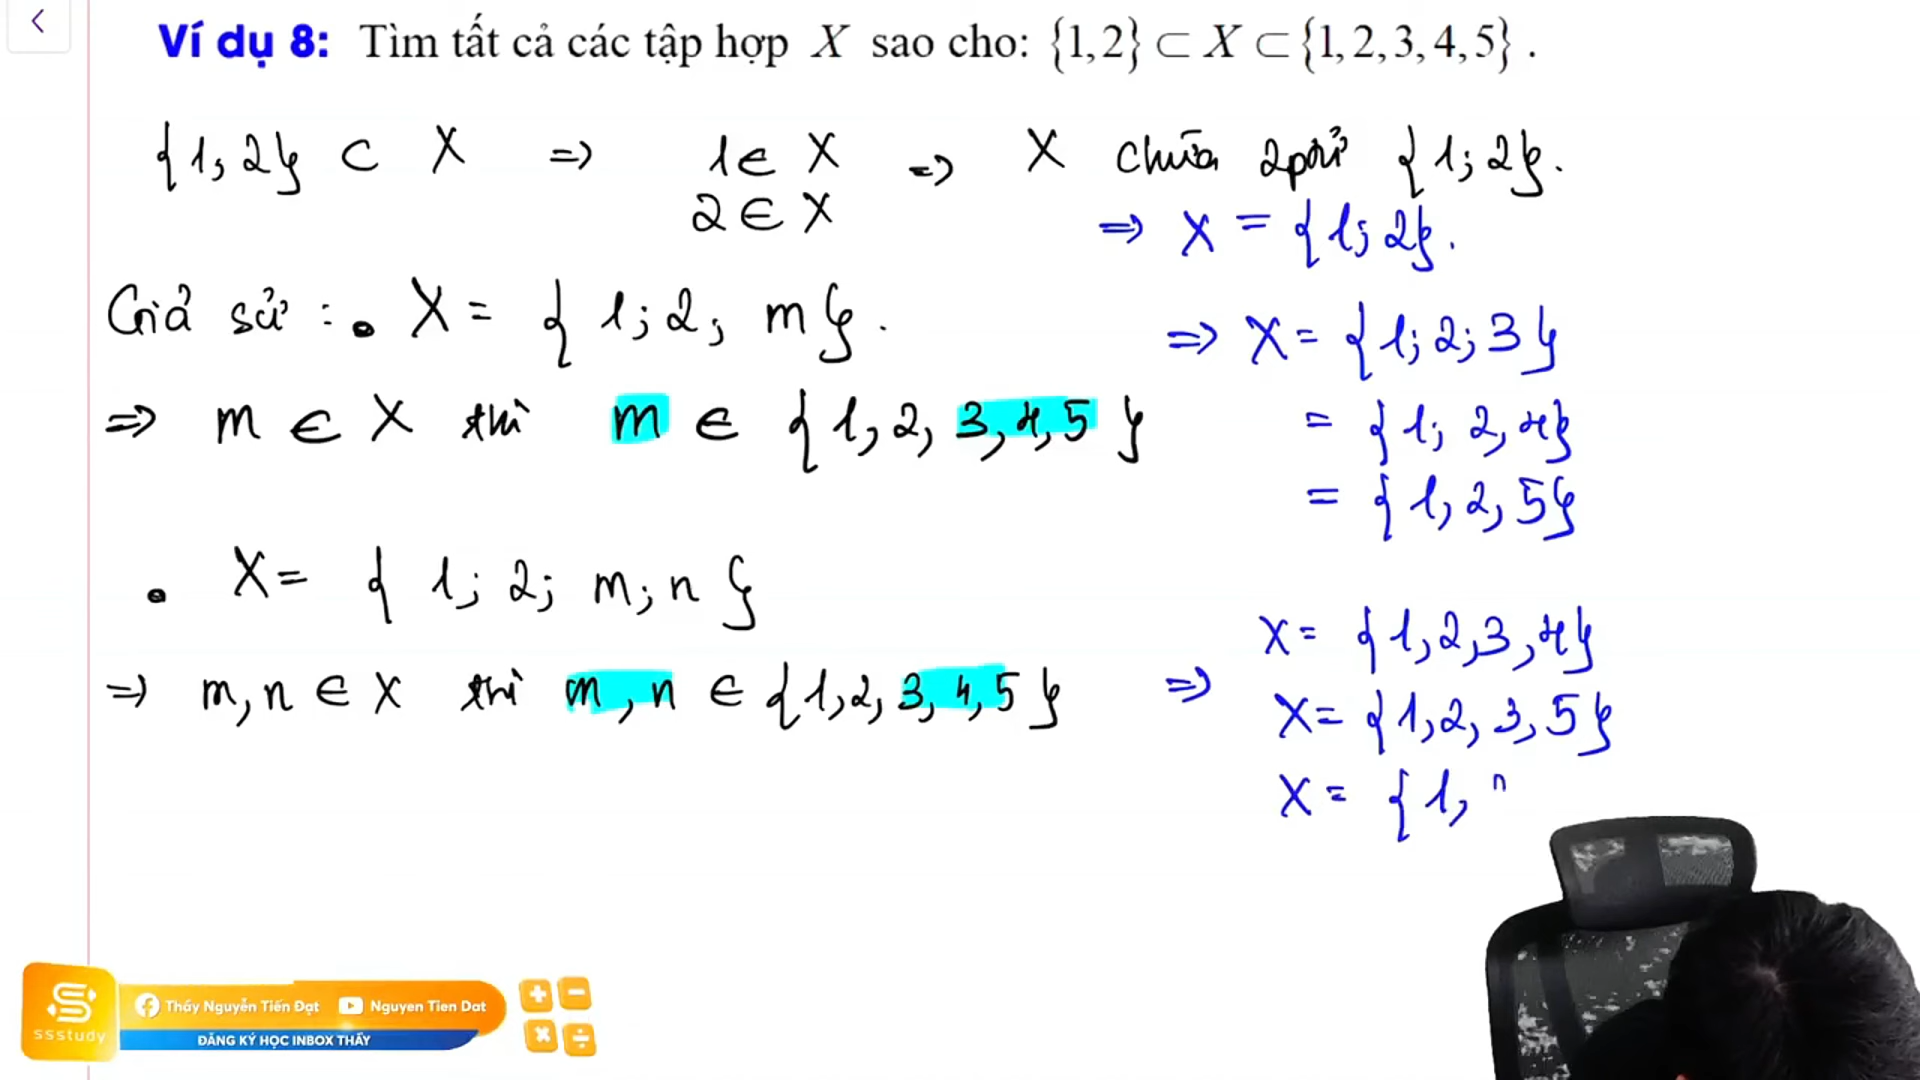 Ví dụ 8: Tìm tất cả các tập hợp X sao cho: {1,2} ⊂ X ⊂ {1,2,3,4,5} .
{1, 2} ⊂ X ⇒ 1 ∈ X ⇒ X chứa 2 ptử {1; 2}.
2 ∈ X
⇒ X = {1; 2}.
Giả sử : • X = { 1; 2; m }.
⇒ X = {1; 2; 3}
⇒ m ∈ X thì m ∈ {1, 2, 3, 4, 5 }
= {1; 2, 4}
= {1, 2, 5}
• X = { 1; 2; m; n }
X = {1, 2, 3, 4}
⇒ m, n ∈ X thì m, n ∈ {1, 2, 3, 4, 5 } ⇒
X = {1, 2, 3, 5}
X = {1,
Thầy Nguyễn Tiến Đạt Nguyen Tien Dat
ssstudy
ĐĂNG KÝ HỌC INBOX THẦY